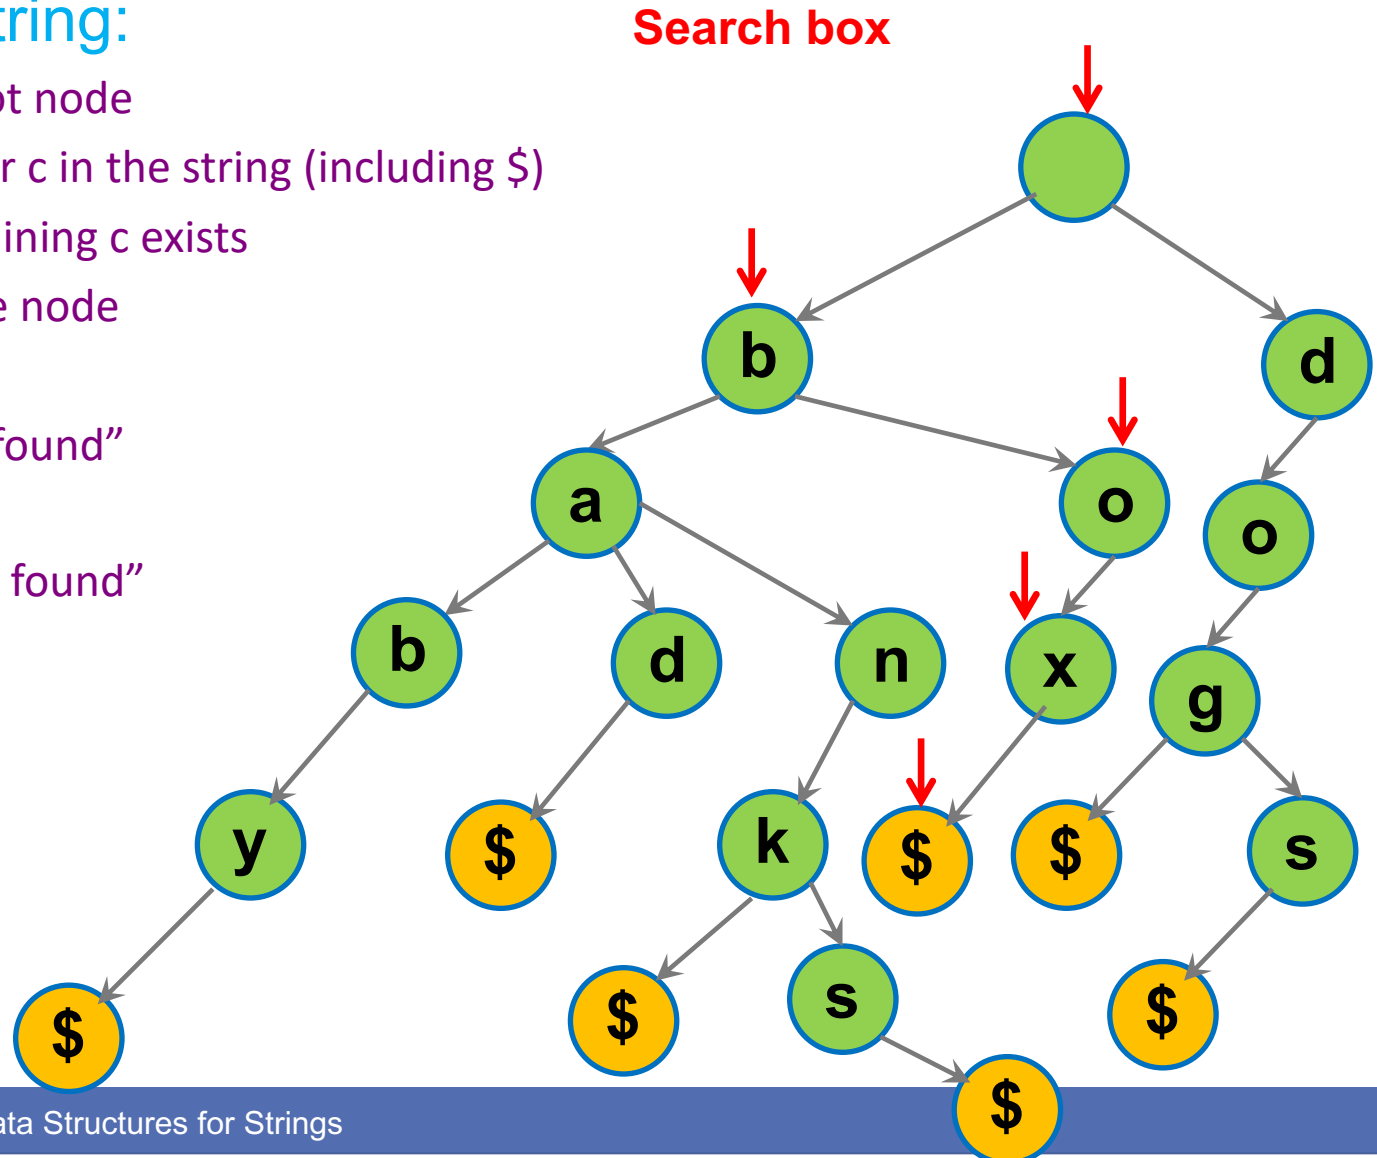 tring:
Search box
ot node
r c in the string (including $)
ining c exists
e node
found”
found”
b
d
a
o
o
b
d
n
x
g
y
$
k
$
$
s
$
$
s
$
$
ata Structures for Strings